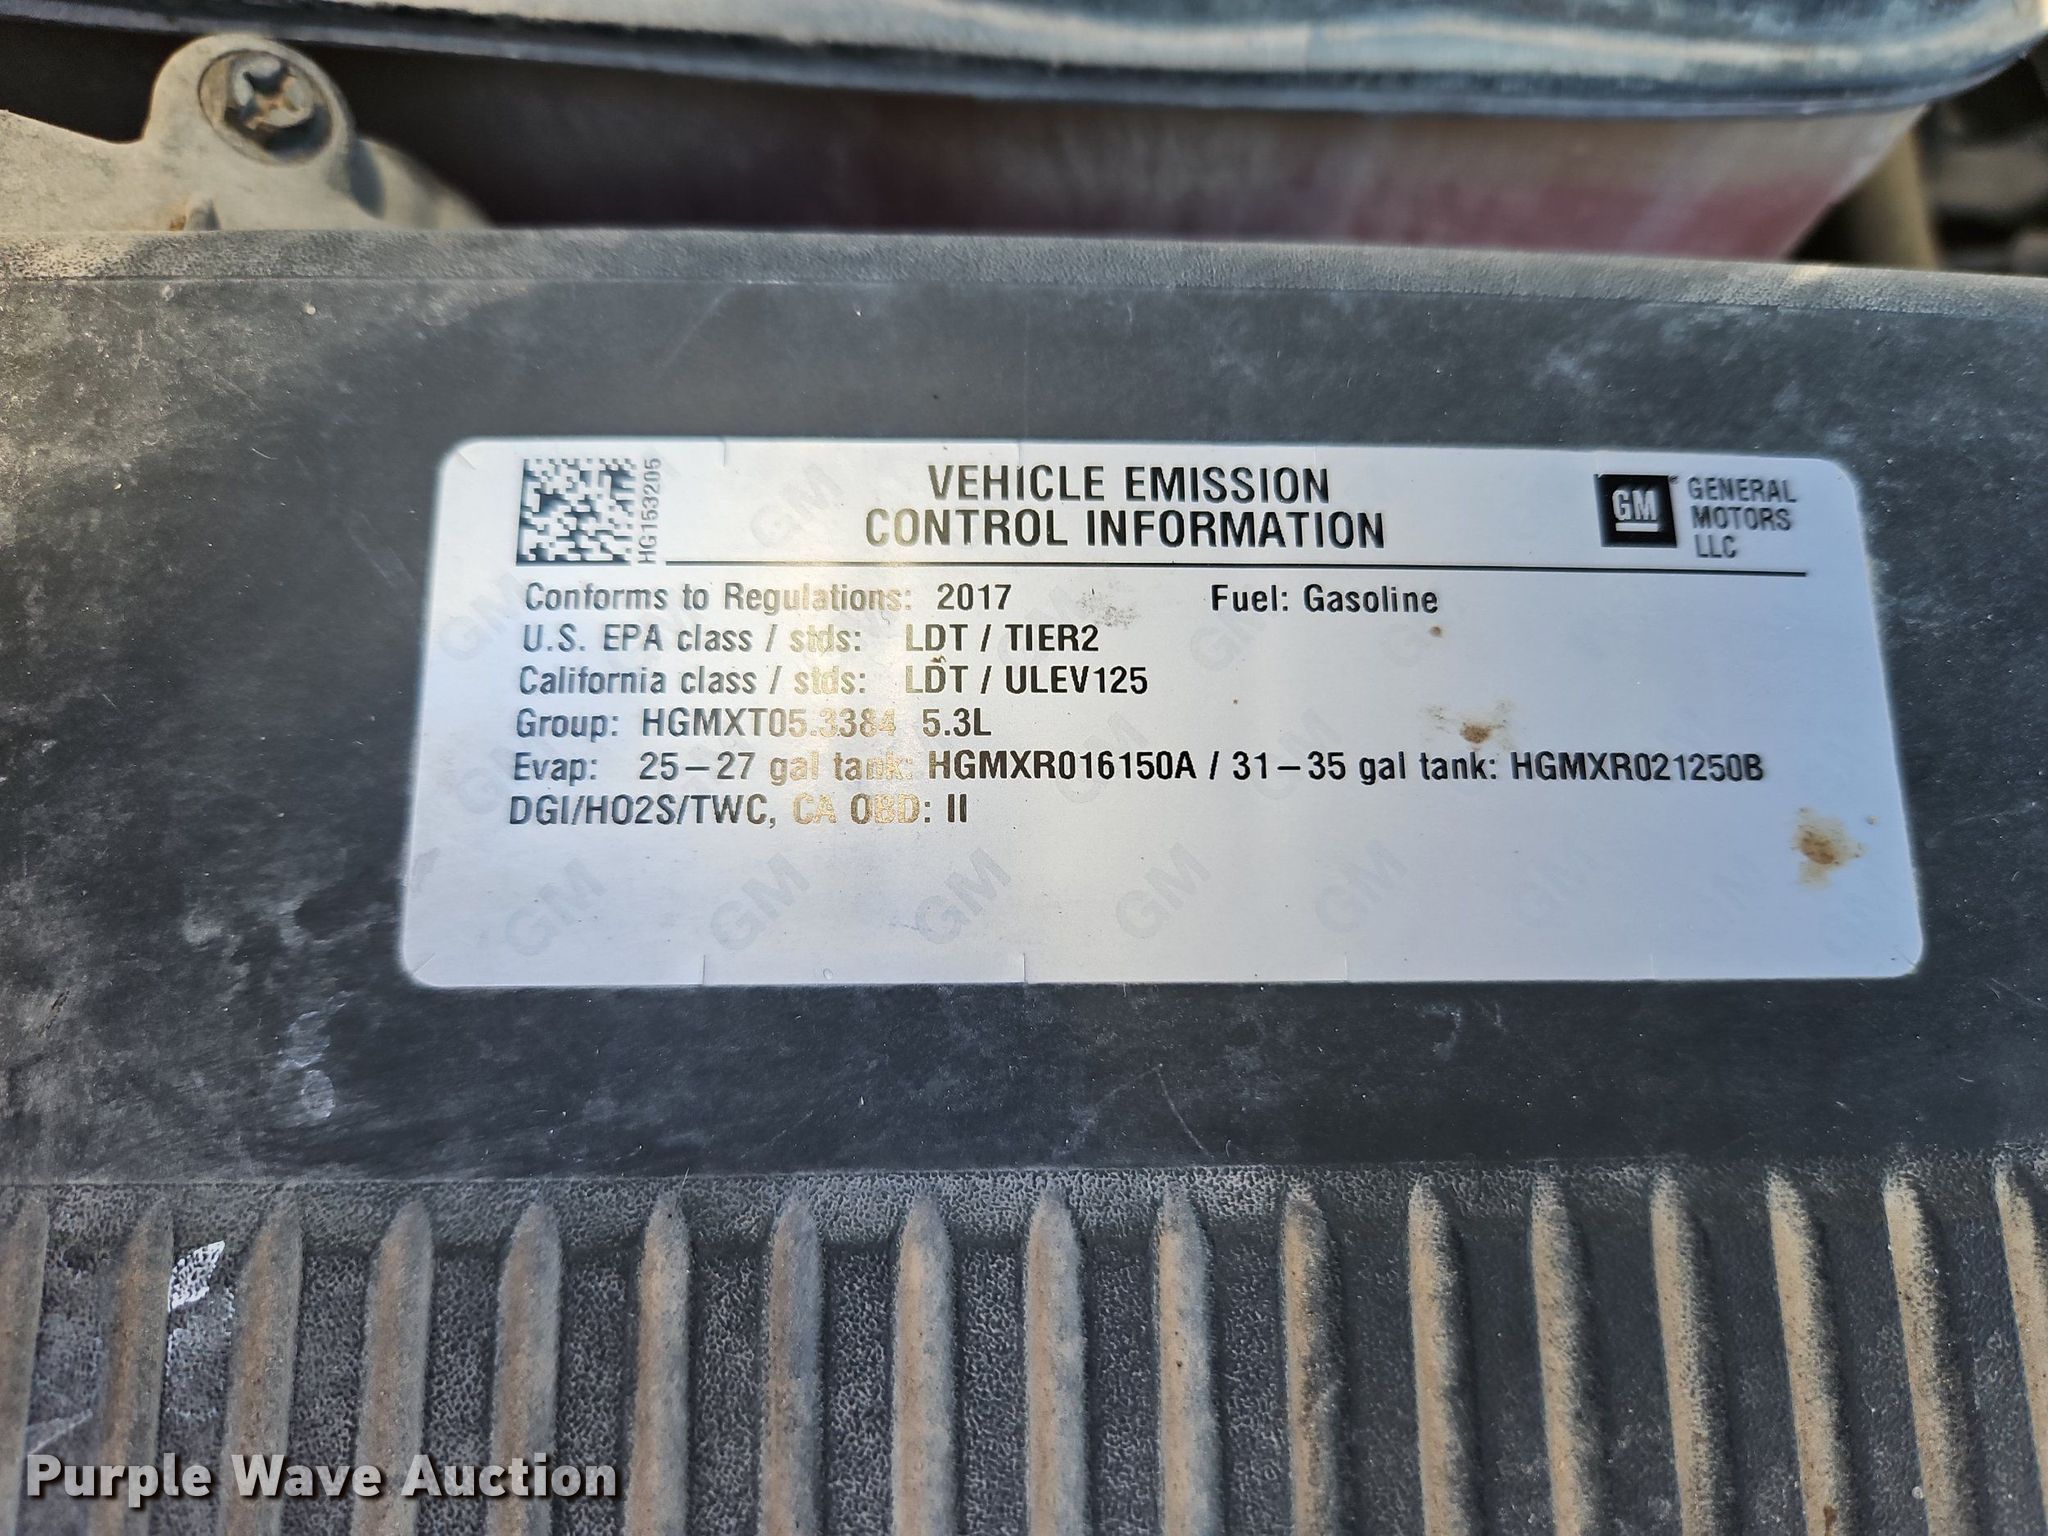 HG153205
VEHICLE EMISSION
CONTROL INFORMATION
GM
GENERAL
MOTORS
LLC
Conforms to Regulations: 2017 Fuel: Gasoline
U.S. EPA class / stds: LDT / TIER2
California class / stds: LDT / ULEV125
Group: HGMXT05.3384 5.3L
Evap: 25–27 gal tank: HGMXR016150A / 31–35 gal tank: HGMXR021250B
DGI/HO2S/TWC, CA OBD: II
Purple Wave Auction